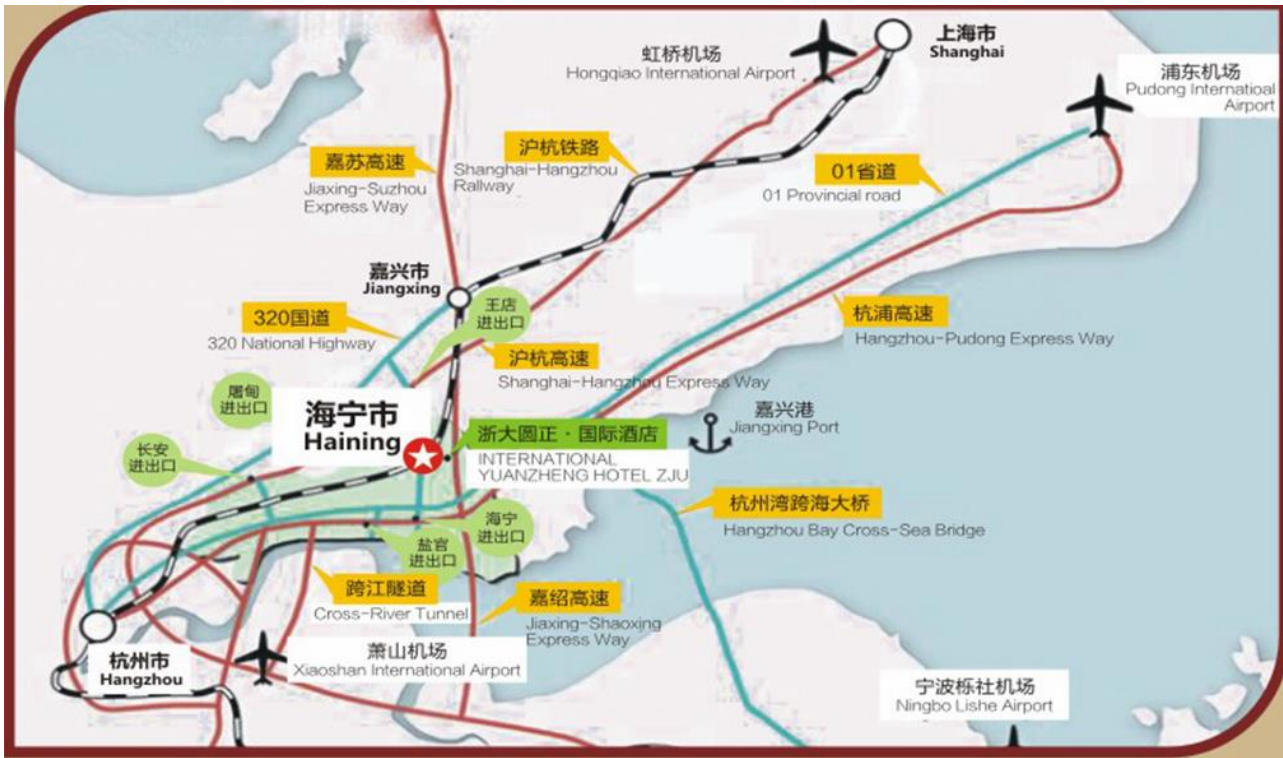 上海市
Shanghai
虹桥机场
Hongqiao International Airport
浦东机场
Pudong Internatioal
Airport
嘉苏高速
Jiaxing-Suzhou
Express Way
沪杭铁路
Shanghai-Hangzhou
Rallway
01省道
01 Provincial road
嘉兴市
Jiangxing
王店
进出口
320国道
320 National Highway
沪杭高速
Shanghai-Hangzhou Express Way
杭浦高速
Hangzhou-Pudong Express Way
屠甸
进出口
海宁市
Haining
嘉兴港
Jiangxing Port
浙大圆正·国际酒店
INTERNATIONAL
YUANZHENG HOTEL ZJU
长安
进出口
杭州湾跨海大桥
Hangzhou Bay Cross-Sea Bridge
海宁
进出口
盐官
进出口
跨江隧道
Cross-River Tunnel
嘉绍高速
Jiaxing-Shaoxing
Express Way
杭州市
Hangzhou
萧山机场
Xiaoshan International Airport
宁波栎社机场
Ningbo Lishe Airport